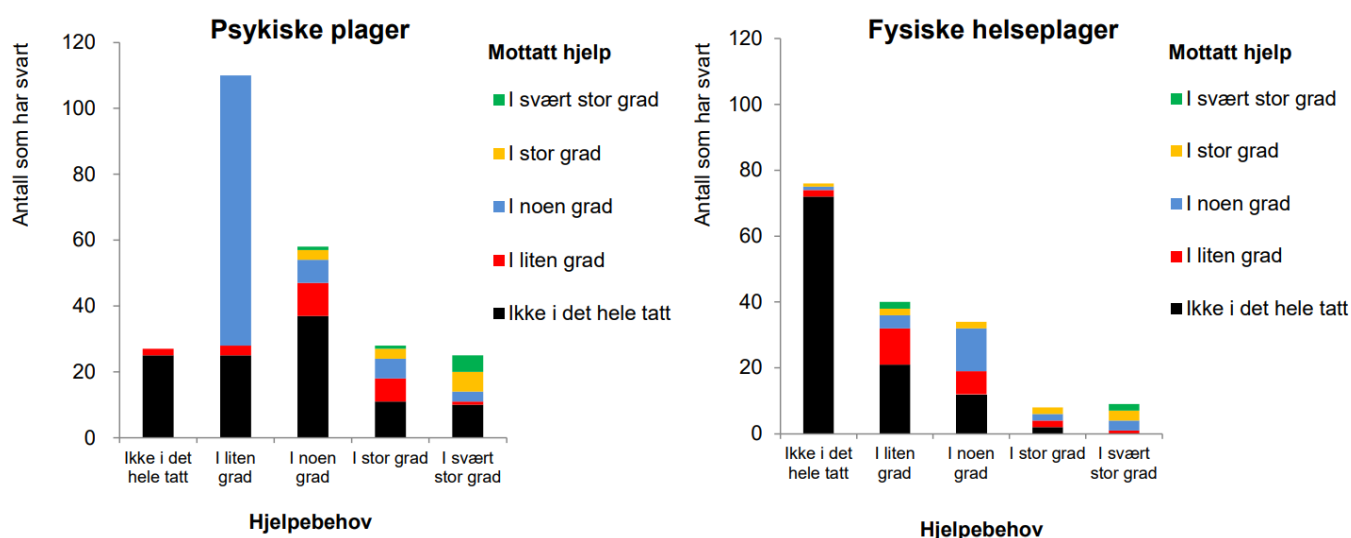 Psykiske plager
Antall som har svart
120
100
80
60
40
20
0
Mottatt hjelp
I svært stor grad
I stor grad
I noen grad
I liten grad
Ikke i det hele tatt
Ikke i det
hele tatt
I liten
grad
I noen
grad
I stor grad
I svært
stor grad
Hjelpebehov
Fysiske helseplager
Antall som har svart
120
100
80
60
40
20
0
Mottatt hjelp
I svært stor grad
I stor grad
I noen grad
I liten grad
Ikke i det hele tatt
Ikke i det
hele tatt
I liten
grad
I noen
grad
I stor grad
I svært
stor grad
Hjelpebehov